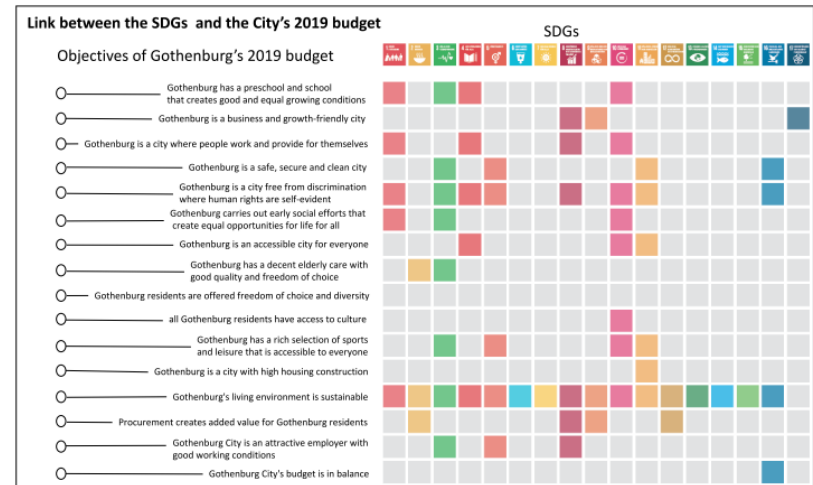 Link between the SDGs and the City's 2019 budget
SDGs
Objectives of Gothenburg's 2019 budget
Gothenburg has a preschool and school
that creates good and equal growing conditions
Gothenburg is a business and growth-friendly city
Gothenburg is a city where people work and provide for themselves
Gothenburg is a safe, secure and clean city
Gothenburg is a city free from discrimination
where human rights are self-evident
Gothenburg carries out early social efforts that
create equal opportunities for life for all
Gothenburg is an accessible city for everyone
Gothenburg has a decent elderly care with
good quality and freedom of choice
Gothenburg residents are offered freedom of choice and diversity
all Gothenburg residents have access to culture
Gothenburg has a rich selection of sports
and leisure that is accessible to everyone
Gothenburg is a city with high housing construction
Gothenburg's living environment is sustainable
Procurement creates added value for Gothenburg residents
Gothenburg City is an attractive employer with
good working conditions
Gothenburg City's budget is in balance